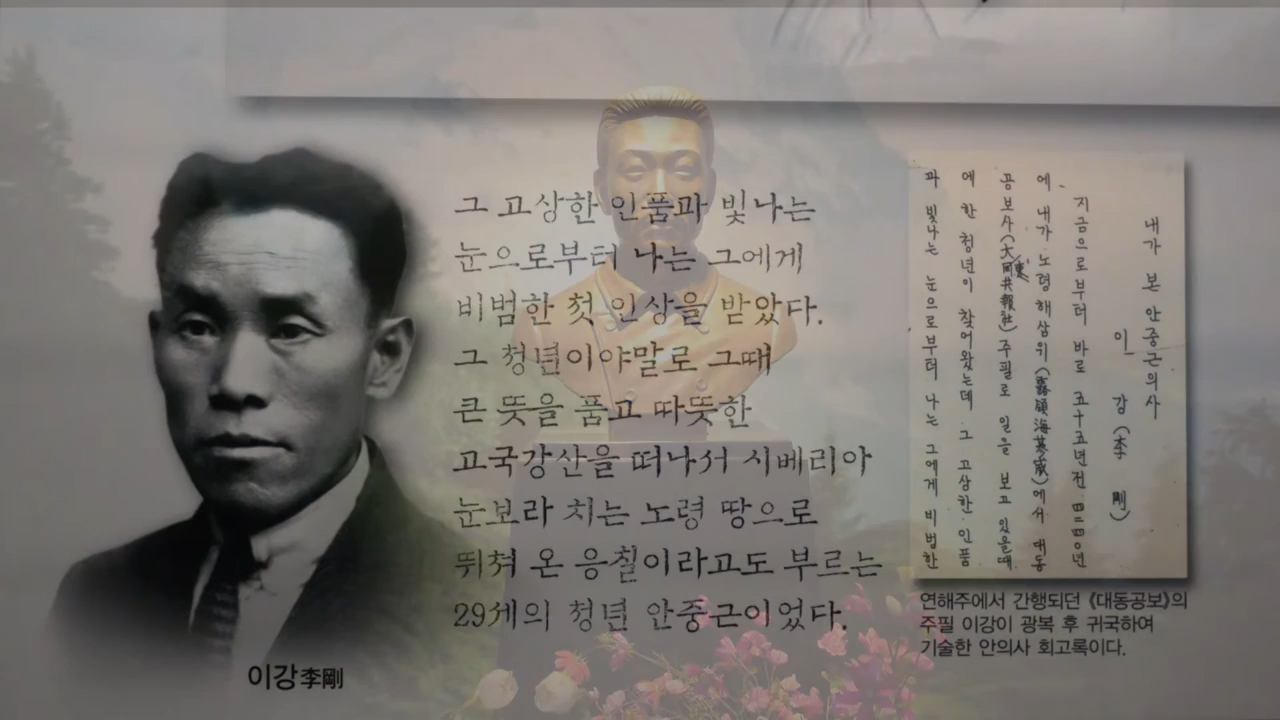 그 고상한 인품과 빛나는
눈으로부터 나는 그에게
비범한 첫 인상을 받았다.
그 청년이야말로 그때
큰 뜻을 품고 따뜻한
고국강산을 떠나서 시베리아
눈보라 치는 노령 땅으로
뛰쳐 온 응칠이라고도 부르는
29세의 청년 안중근이었다.
이강李剛
내가 본 안중근의사
이 강(李 剛)
지금으로부터 바로 五十五年전 四二四○년
에 내가 노령해삼위(露領海蔘威)에서 대동
공보사(大同共報社)주필로 일을 보고 있을때
에 한 청년이 찾어왔는데 그 고상한 인품
과 빛나는 눈으로부터 나는 그에게 비범한
연해주에서 간행되던 《대동공보》의
주필 이강이 광복 후 귀국하여
기술한 안의사 회고록이다.